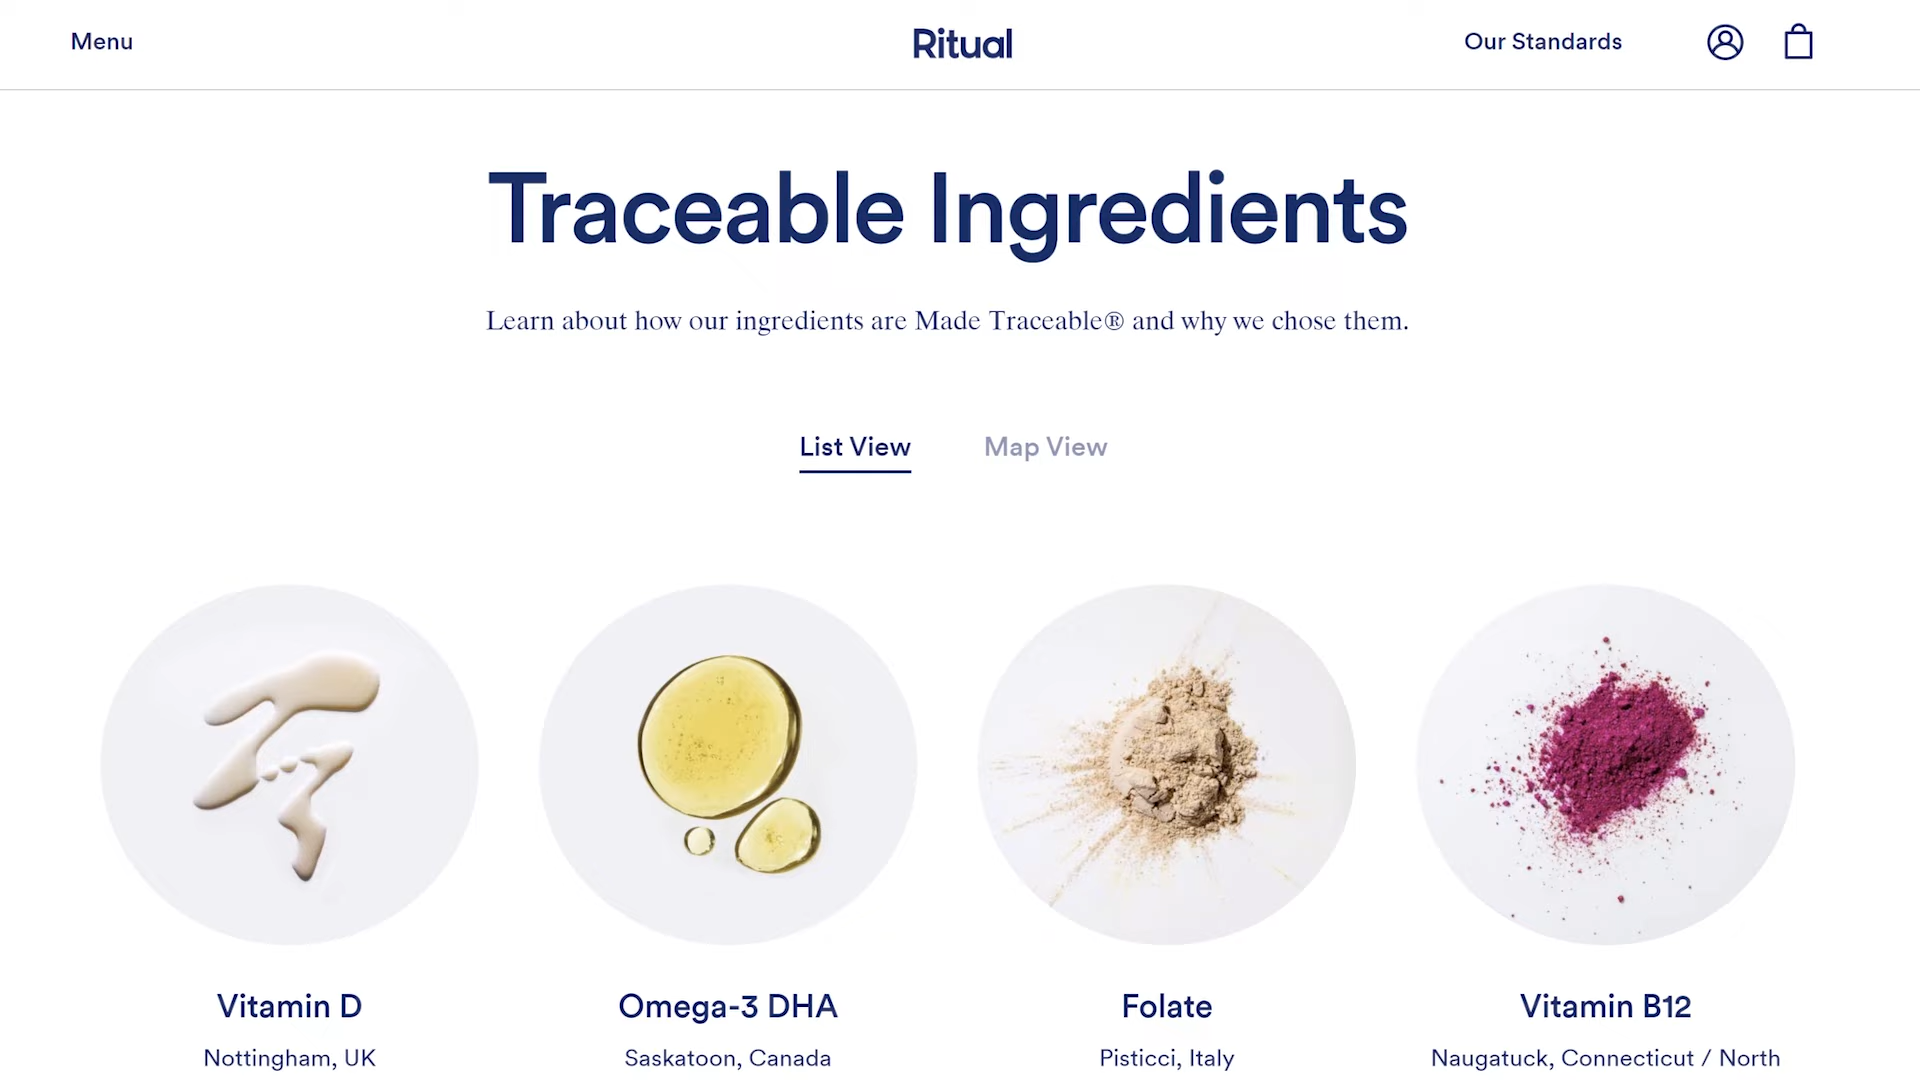 Menu
Ritual
Our Standards
Traceable Ingredients
Learn about how our ingredients are Made Traceable® and why we chose them.
List View
Map View
Vitamin D
Omega-3 DHA
Folate
Vitamin B12
Nottingham, UK
Saskatoon, Canada
Pisticci, Italy
Naugatuck, Connecticut / North